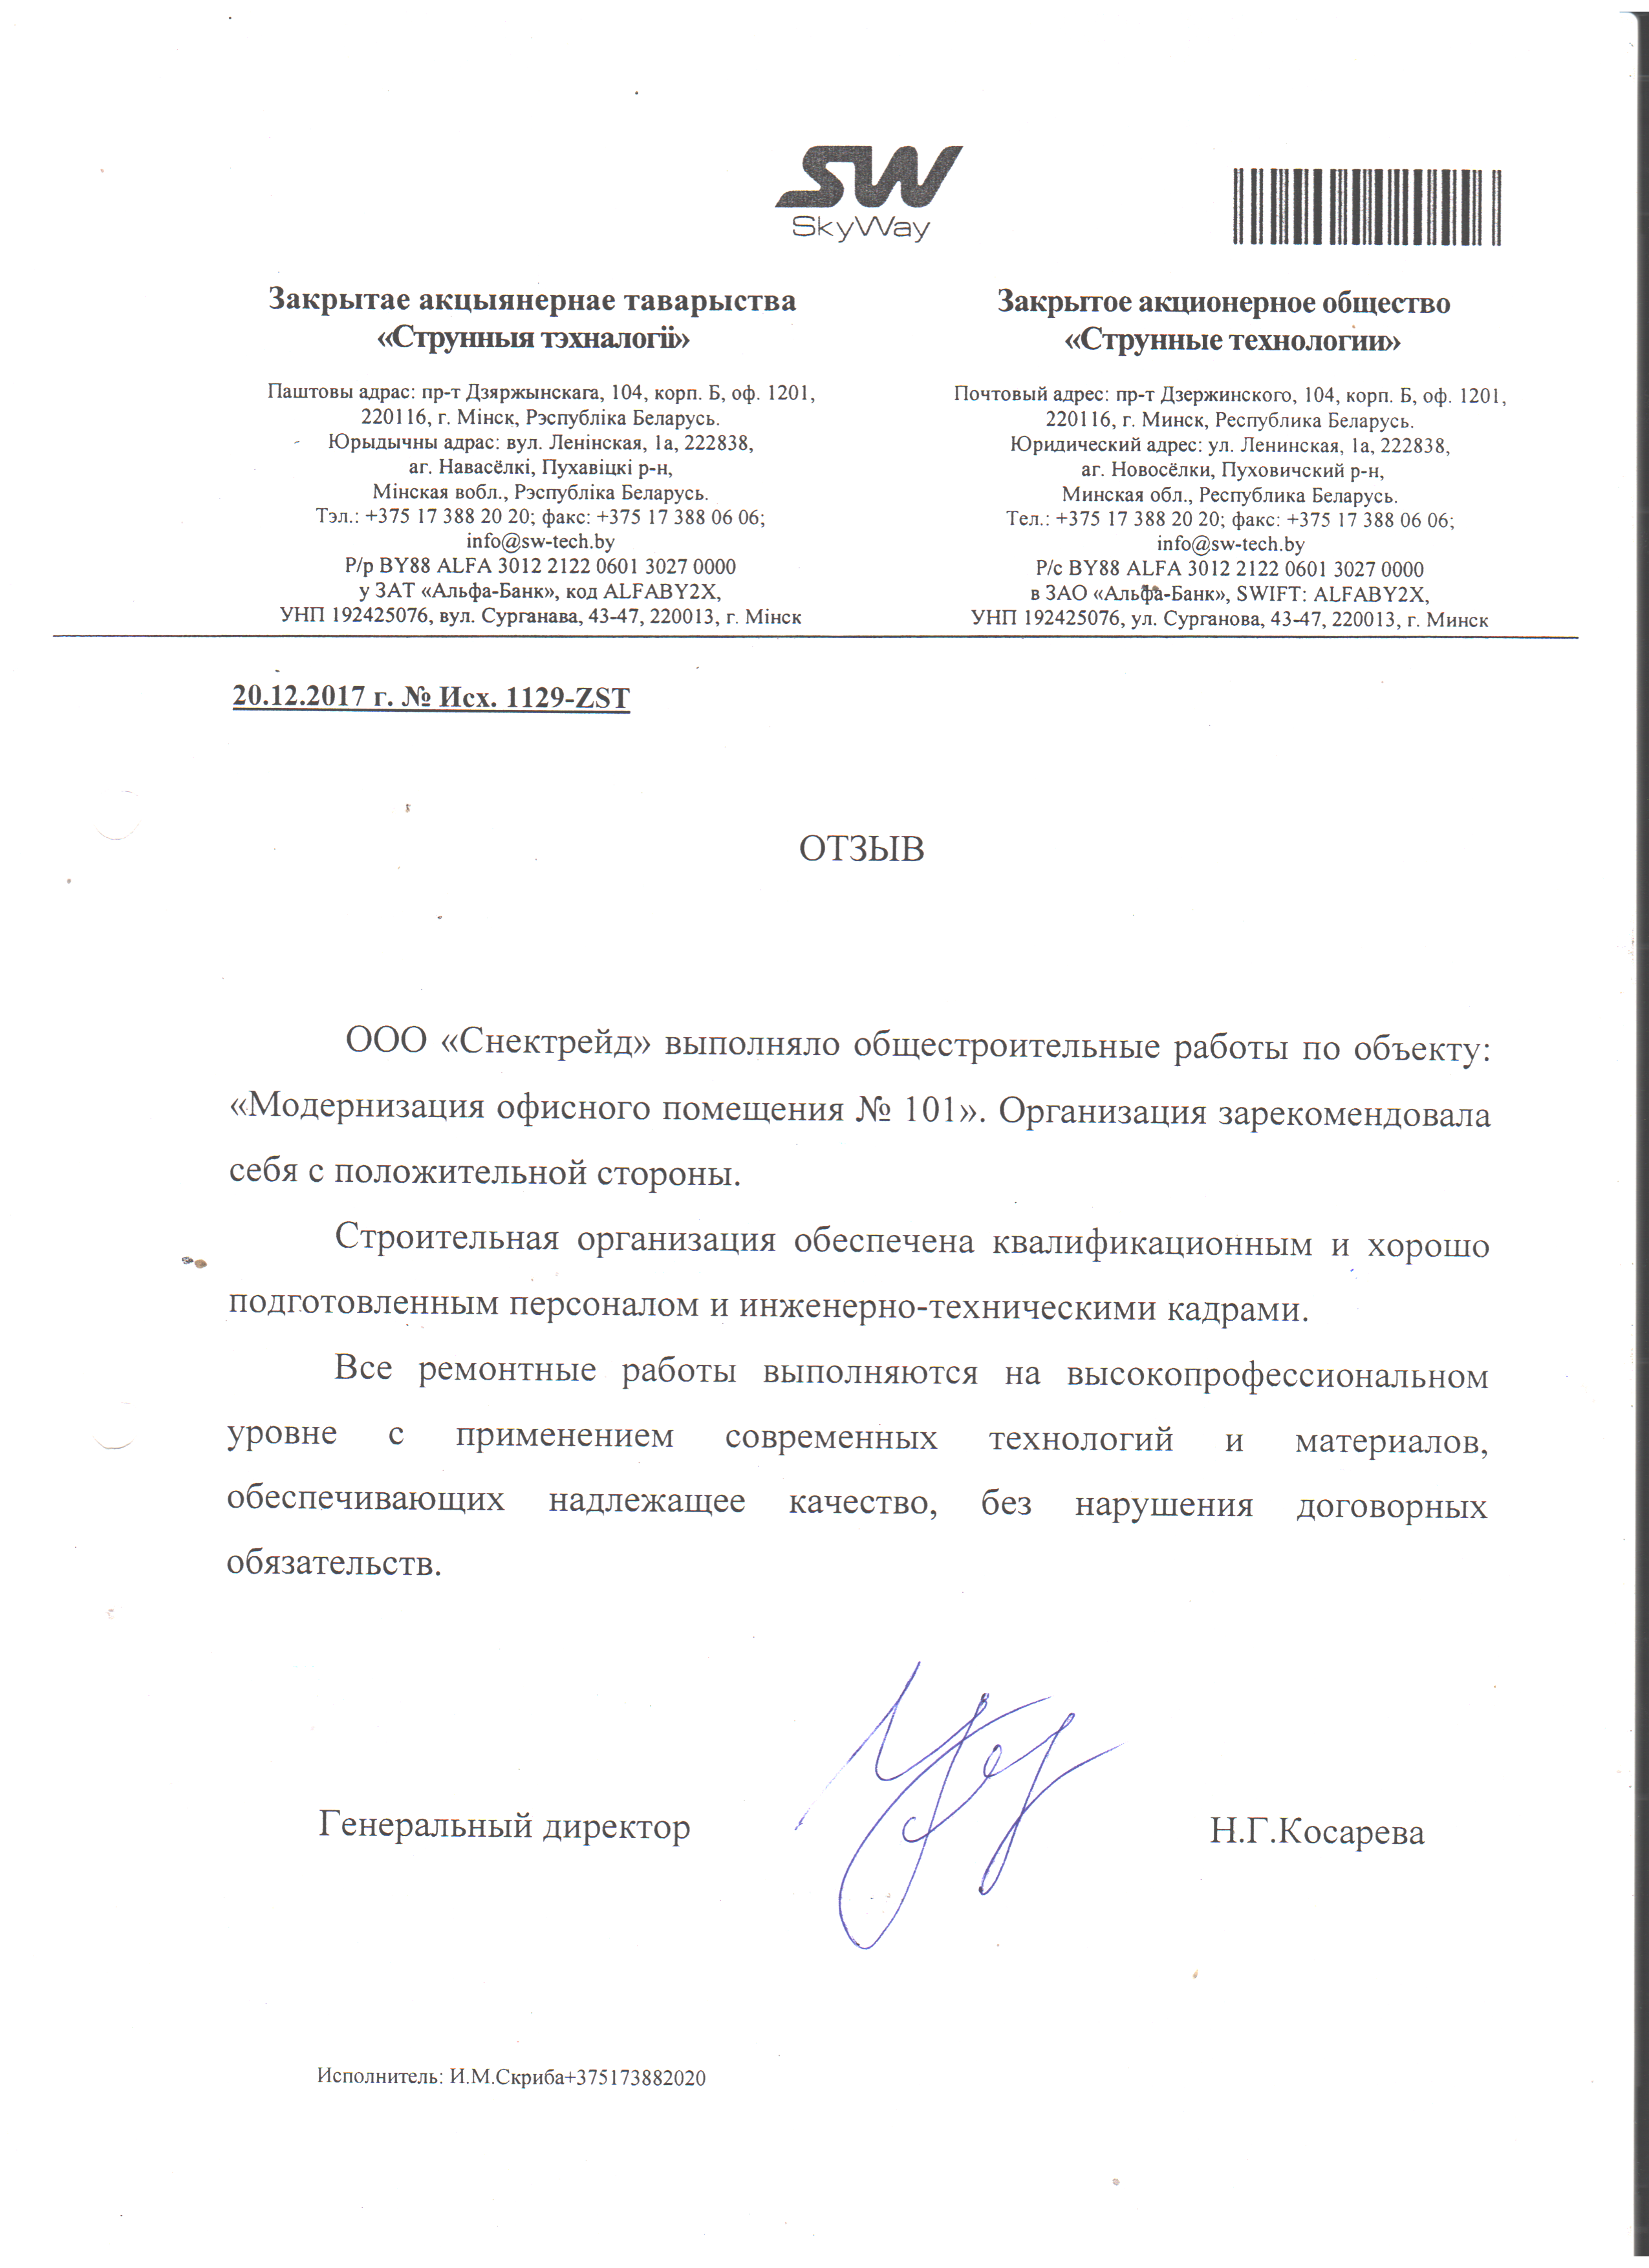 SW
SkyWay
Закрытае акцыянернае таварыства
«Струнныя тэхналогіі»
Паштовы адрас: пр-т Дзяржынскага, 104, корп. Б, оф. 1201,
220116, г. Мінск, Рэспубліка Беларусь.
Юрыдычны адрас: вул. Ленінская, 1а, 222838,
аг. Навасёлкі, Пухавіцкі р-н,
Мінская вобл., Рэспубліка Беларусь.
Тэл.: +375 17 388 20 20; факс: +375 17 388 06 06;
info@sw-tech.by
Р/р BY88 ALFA 3012 2122 0601 3027 0000
у ЗАТ «Альфа-Банк», код ALFABY2X,
УНП 192425076, вул. Сурганава, 43-47, 220013, г. Мінск
Закрытое акционерное общество
«Струнные технологии»
Почтовый адрес: пр-т Дзержинского, 104, корп. Б, оф. 1201,
220116, г. Минск, Республика Беларусь.
Юридический адрес: ул. Ленинская, 1а, 222838,
аг. Новосёлки, Пуховичский р-н,
Минская обл., Республика Беларусь.
Тел.: +375 17 388 20 20; факс: +375 17 388 06 06;
info@sw-tech.by
Р/с BY88 ALFA 3012 2122 0601 3027 0000
в ЗАО «Альфа-Банк», SWIFT: ALFABY2X,
УНП 192425076, ул. Сурганова, 43-47, 220013, г. Минск
20.12.2017 г. № Исх. 1129-ZST
ОТЗЫВ
ООО «Снектрейд» выполняло общестроительные работы по объекту:
«Модернизация офисного помещения № 101». Организация зарекомендовала
себя с положительной стороны.
Строительная организация обеспечена квалификационным и хорошо
подготовленным персоналом и инженерно-техническими кадрами.
Все ремонтные работы выполняются на высокопрофессиональном
уровне с применением современных технологий и материалов,
обеспечивающих надлежащее качество, без нарушения договорных
обязательств.
Генеральный директор
Н.Г.Косарева
Исполнитель: И.М.Скриба+375173882020